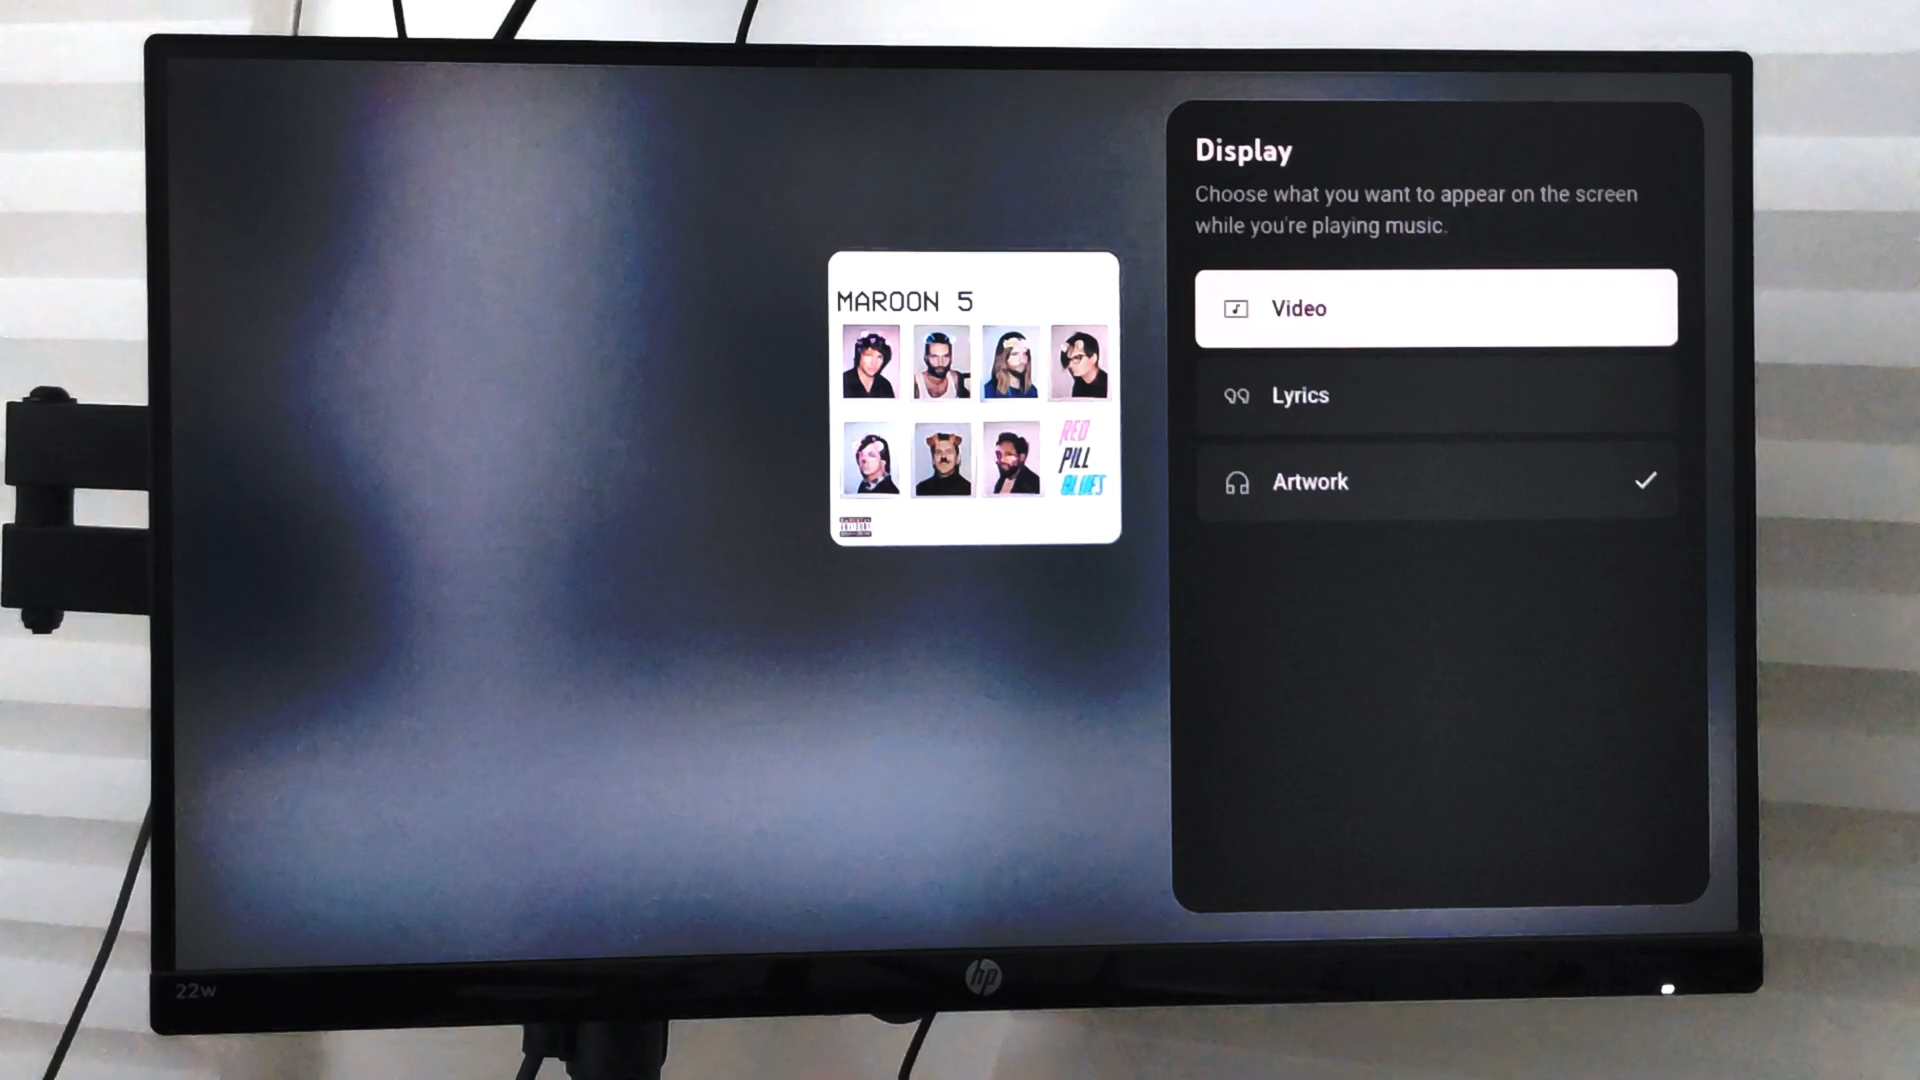 Display
Choose what you want to appear on the screen
while you're playing music.
Video
Lyrics
Artwork
MAROON 5
RED
PILL
BLUES
22w
hp